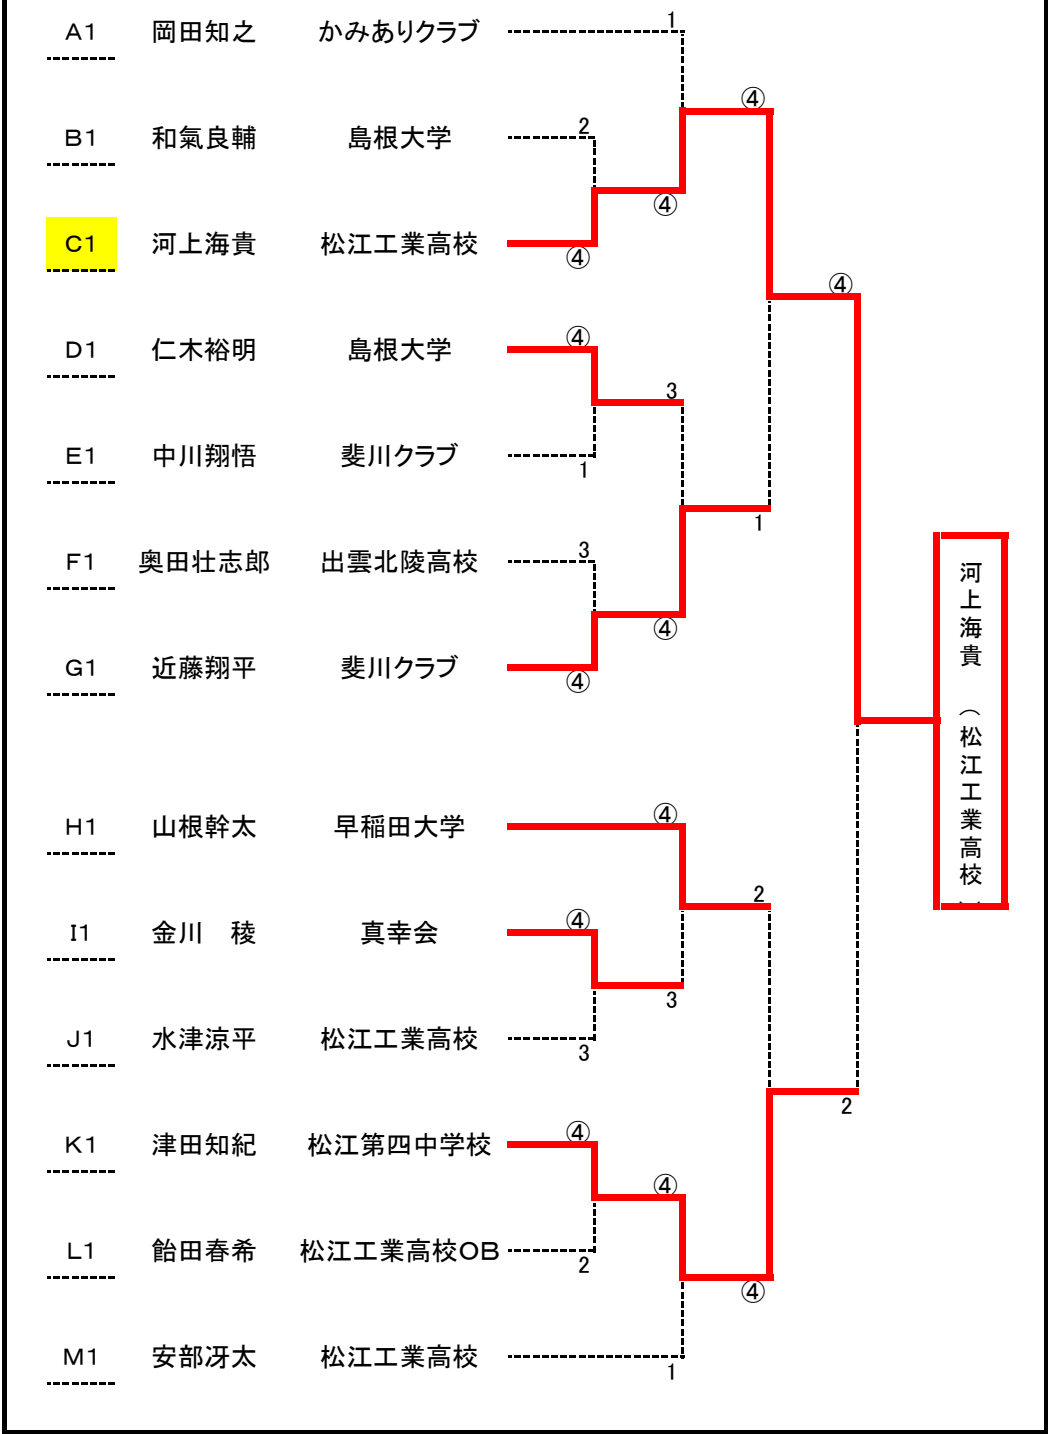 A1 岡田知之 かみありクラブ 1
④
B1 和氣良輔 島根大学 2
④
C1 河上海貴 松江工業高校 ④
④
D1 仁木裕明 島根大学 ④
3
E1 中川翔悟 斐川クラブ 1
1
F1 奥田壮志郎 出雲北陵高校 3
④
G1 近藤翔平 斐川クラブ ④
河上海貴 （松江工業高校）
H1 山根幹太 早稲田大学 ④
2
I1 金川　稜 真幸会 ④
3
J1 水津涼平 松江工業高校 3
2
K1 津田知紀 松江第四中学校 ④
④
L1 飴田春希 松江工業高校OB 2
④
M1 安部冴太 松江工業高校 1